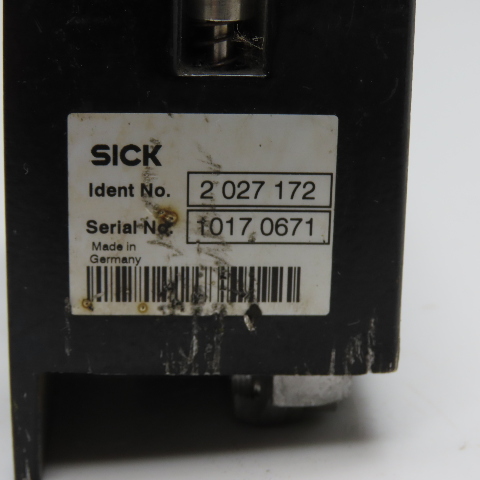 SICK
Ident No. 2 027 172
Serial No. 1017 0671
Made in
Germany